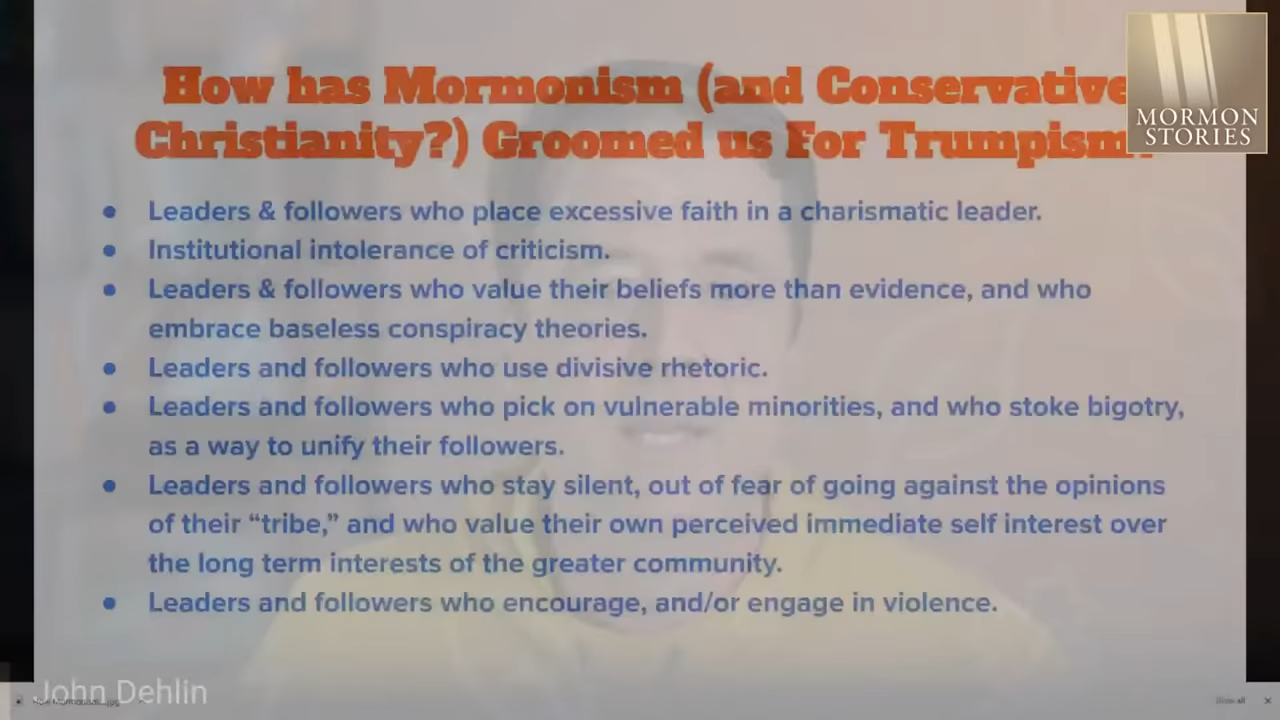 How has Mormonism (and Conservative
Christianity?) Groomed us For Trumpism
MORMON
STORIES
● Leaders & followers who place excessive faith in a charismatic leader.
● Institutional intolerance of criticism.
● Leaders & followers who value their beliefs more than evidence, and who
embrace baseless conspiracy theories.
● Leaders and followers who use divisive rhetoric.
● Leaders and followers who pick on vulnerable minorities, and who stoke bigotry,
as a way to unify their followers.
● Leaders and followers who stay silent, out of fear of going against the opinions
of their “tribe,” and who value their own perceived immediate self interest over
the long term interests of the greater community.
● Leaders and followers who encourage, and/or engage in violence.
John Dehlin
Show all